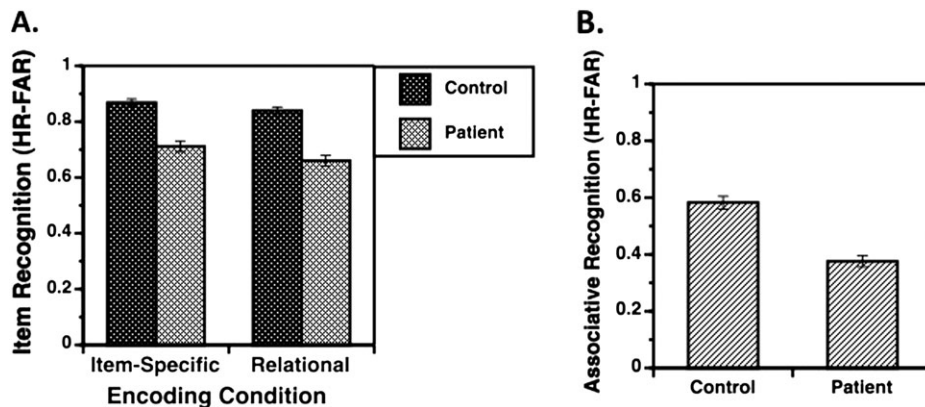 A.
Item Recognition (HR-FAR)
1
0.8
0.6
0.4
0.2
0
Item-Specific
Relational
Encoding Condition
Control
Patient
B.
Associative Recognition (HR-FAR)
1
0.8
0.6
0.4
0.2
0
Control
Patient